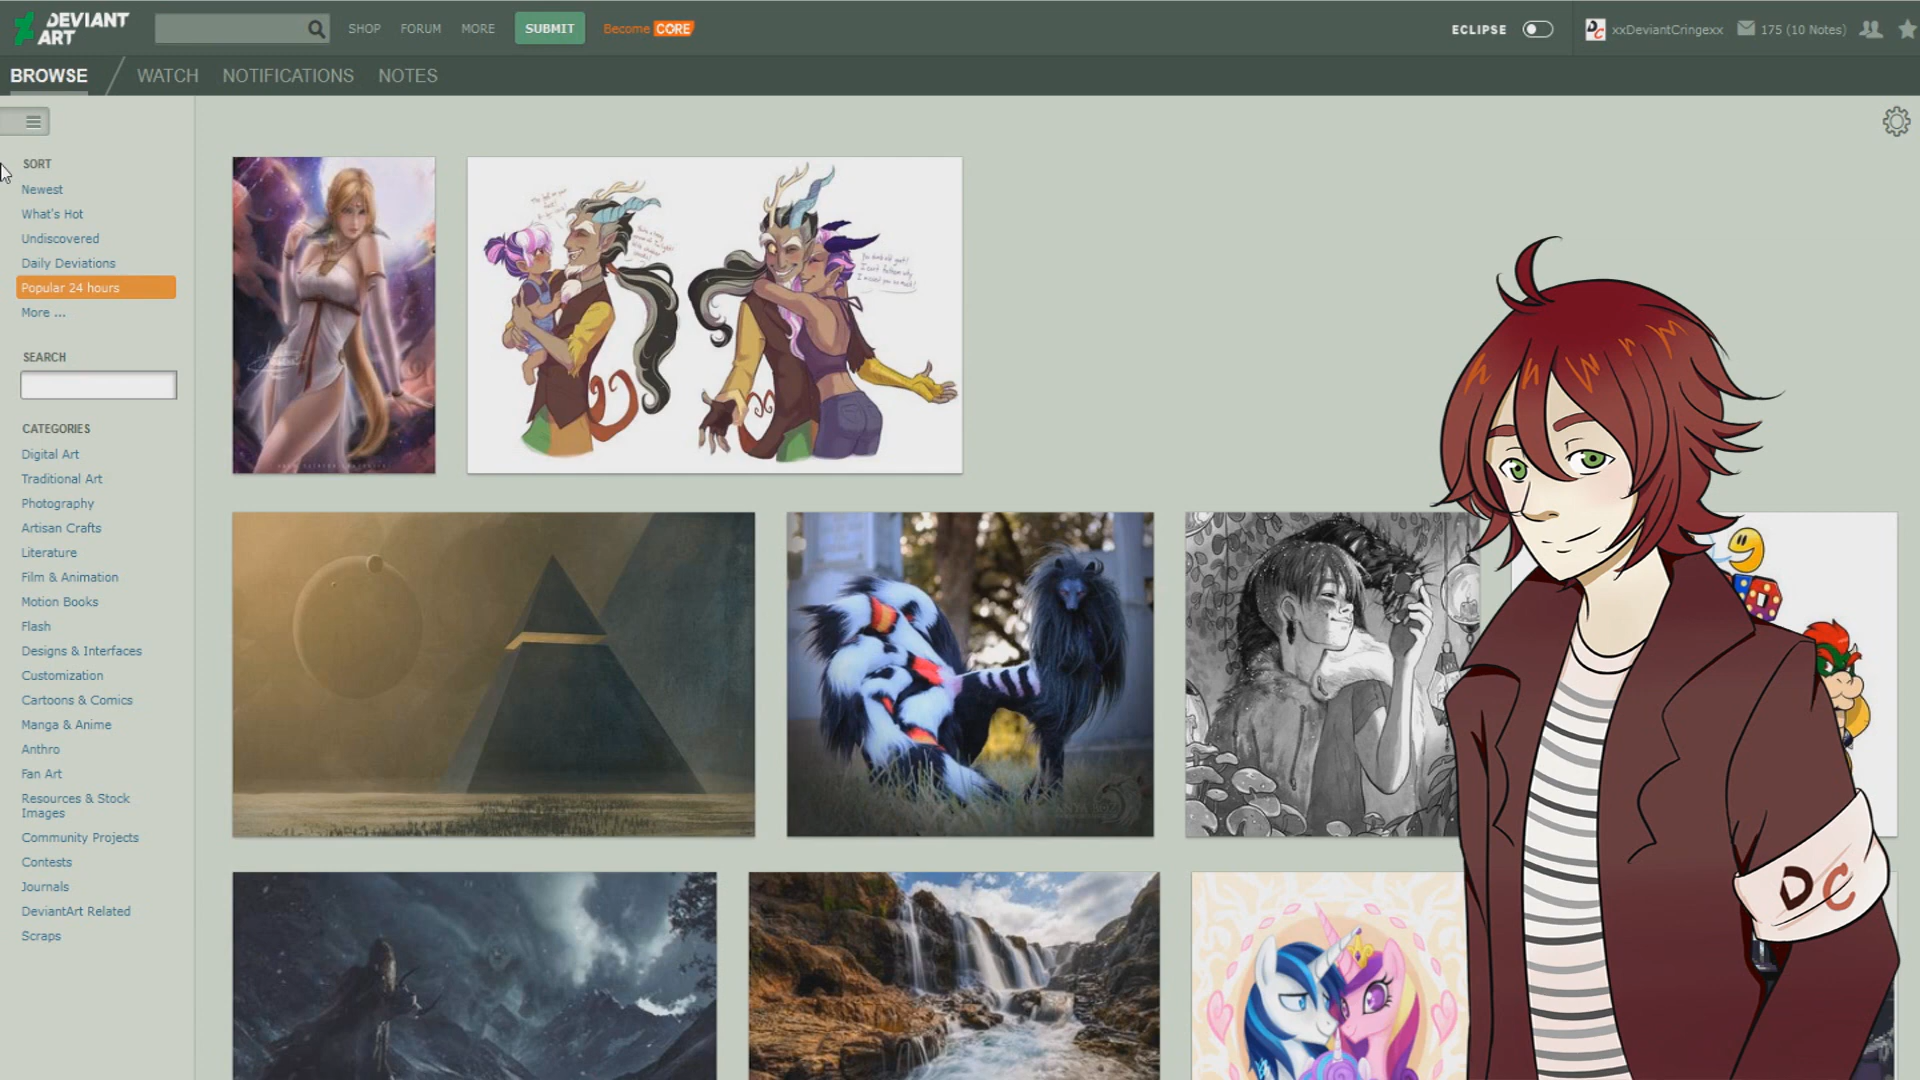 DEVIANT
ART
SHOP
FORUM
MORE
SUBMIT
Become CORE
ECLIPSE
DC
xxDeviantCringexx
175 (10 Notes)
BROWSE
WATCH
NOTIFICATIONS
NOTES
SORT
Newest
What's Hot
Undiscovered
Daily Deviations
Popular 24 hours
More ...
SEARCH
CATEGORIES
Digital Art
Traditional Art
Photography
Artisan Crafts
Literature
Film & Animation
Motion Books
Flash
Designs & Interfaces
Customization
Cartoons & Comics
Manga & Anime
Anthro
Fan Art
Resources & Stock
Images
Community Projects
Contests
Journals
DeviantArt Related
Scraps
DC